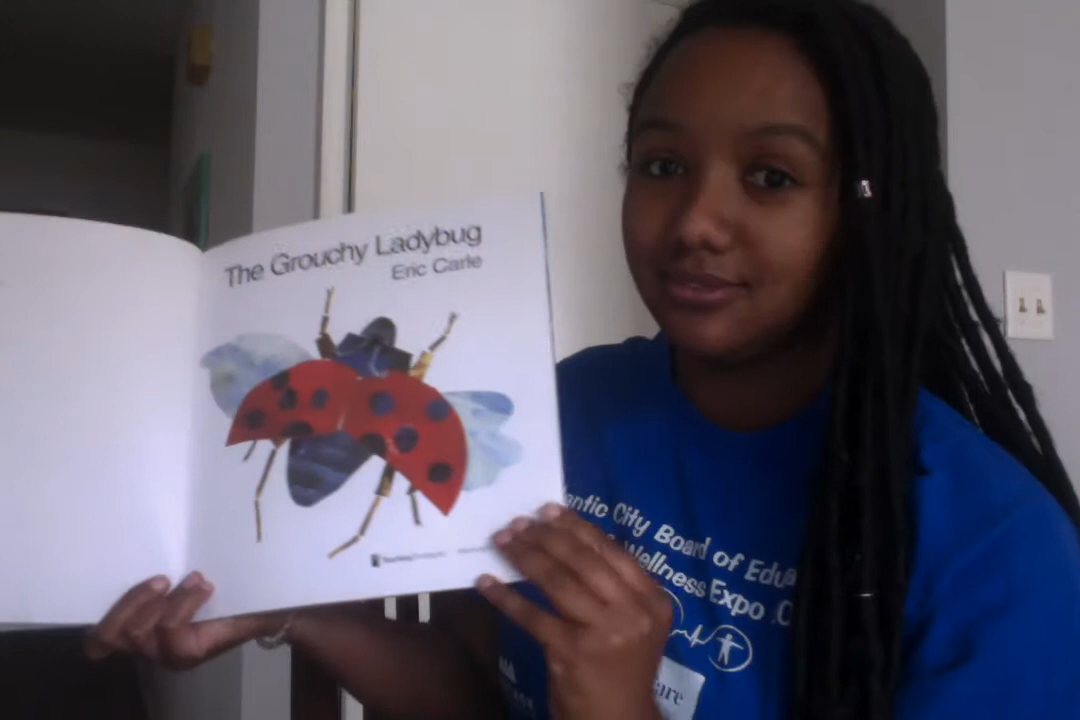 The Grouchy Ladybug
Eric Carle
antic City Board of Edu
Wellness Expo